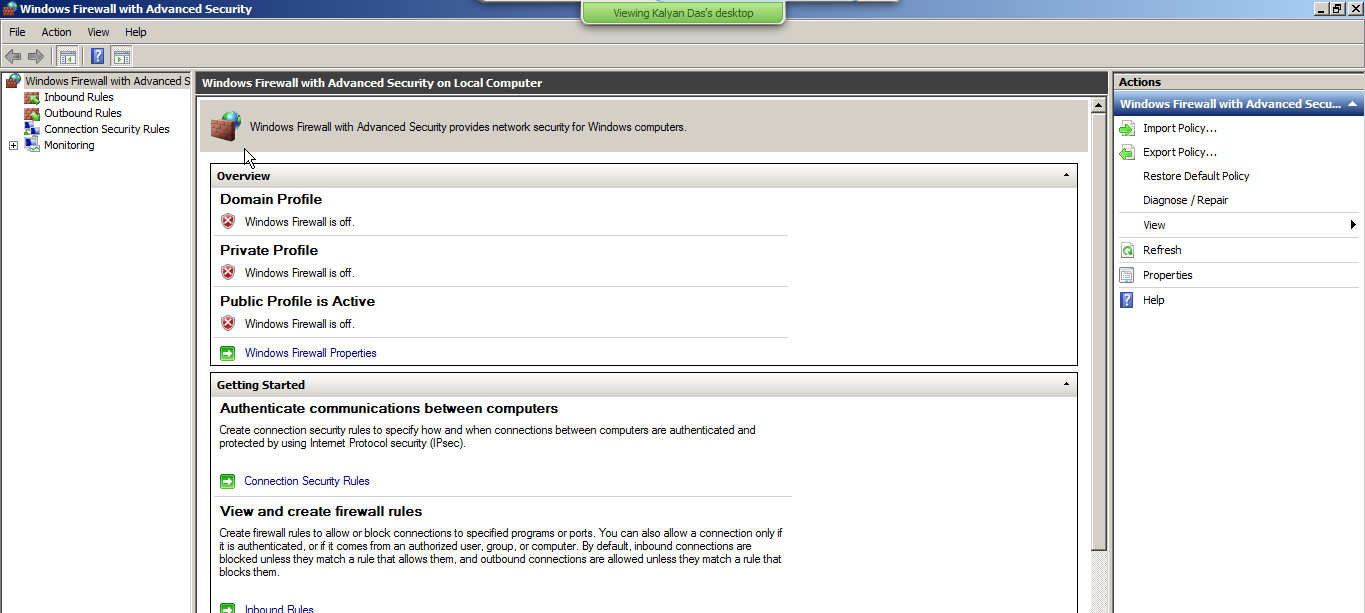 Windows Firewall with Advanced Security
Viewing Kalyan Das's desktop
File Action View Help
Windows Firewall with Advanced S
Inbound Rules
Outbound Rules
Connection Security Rules
Monitoring
Windows Firewall with Advanced Security on Local Computer
Windows Firewall with Advanced Security provides network security for Windows computers.
Overview
Domain Profile
Windows Firewall is off.
Private Profile
Windows Firewall is off.
Public Profile is Active
Windows Firewall is off.
Windows Firewall Properties
Getting Started
Authenticate communications between computers
Create connection security rules to specify how and when connections between computers are authenticated and
protected by using Internet Protocol security (IPsec).
Connection Security Rules
View and create firewall rules
Create firewall rules to allow or block connections to specified programs or ports. You can also allow a connection only if
it is authenticated, or if it comes from an authorized user, group, or computer. By default, inbound connections are
blocked unless they match a rule that allows them, and outbound connections are allowed unless they match a rule that
blocks them.
Inbound Rules
Actions
Windows Firewall with Advanced Secu...
Import Policy...
Export Policy...
Restore Default Policy
Diagnose / Repair
View
Refresh
Properties
Help